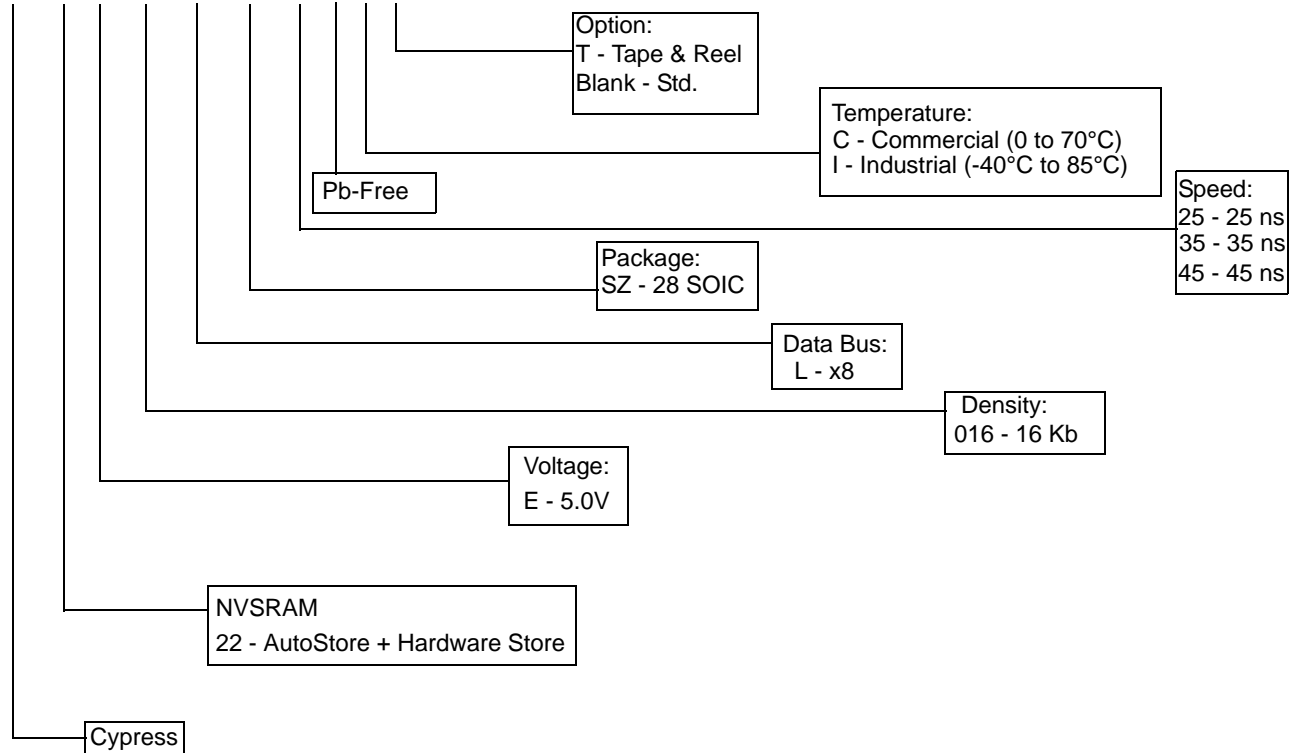 Option:
T - Tape & Reel
Blank - Std.
Temperature:
C - Commercial (0 to 70°C)
I - Industrial (-40°C to 85°C)
Pb-Free
Speed:
25 - 25 ns
35 - 35 ns
45 - 45 ns
Package:
SZ - 28 SOIC
Data Bus:
L - x8
Density:
016 - 16 Kb
Voltage:
E - 5.0V
NVSRAM
22 - AutoStore + Hardware Store
Cypress